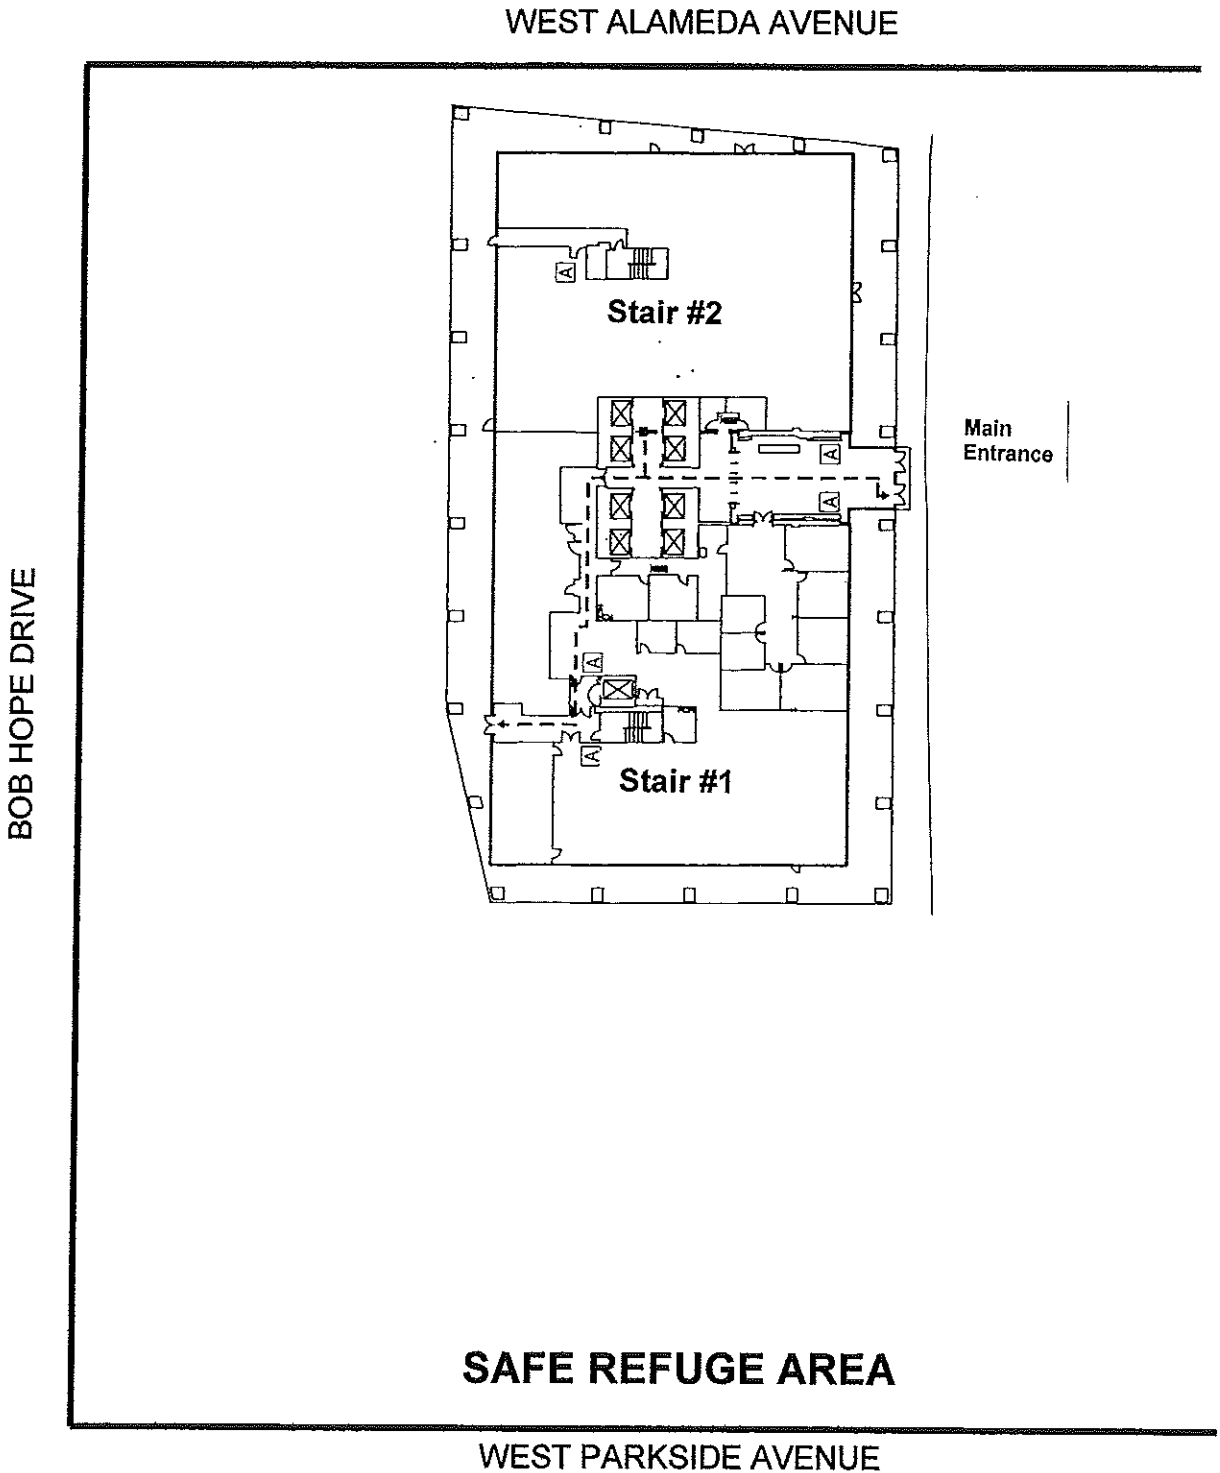 WEST ALAMEDA AVENUE
A
Stair #2
Main
Entrance
A
A
BOB HOPE DRIVE
A
A
Stair #1
SAFE REFUGE AREA
WEST PARKSIDE AVENUE